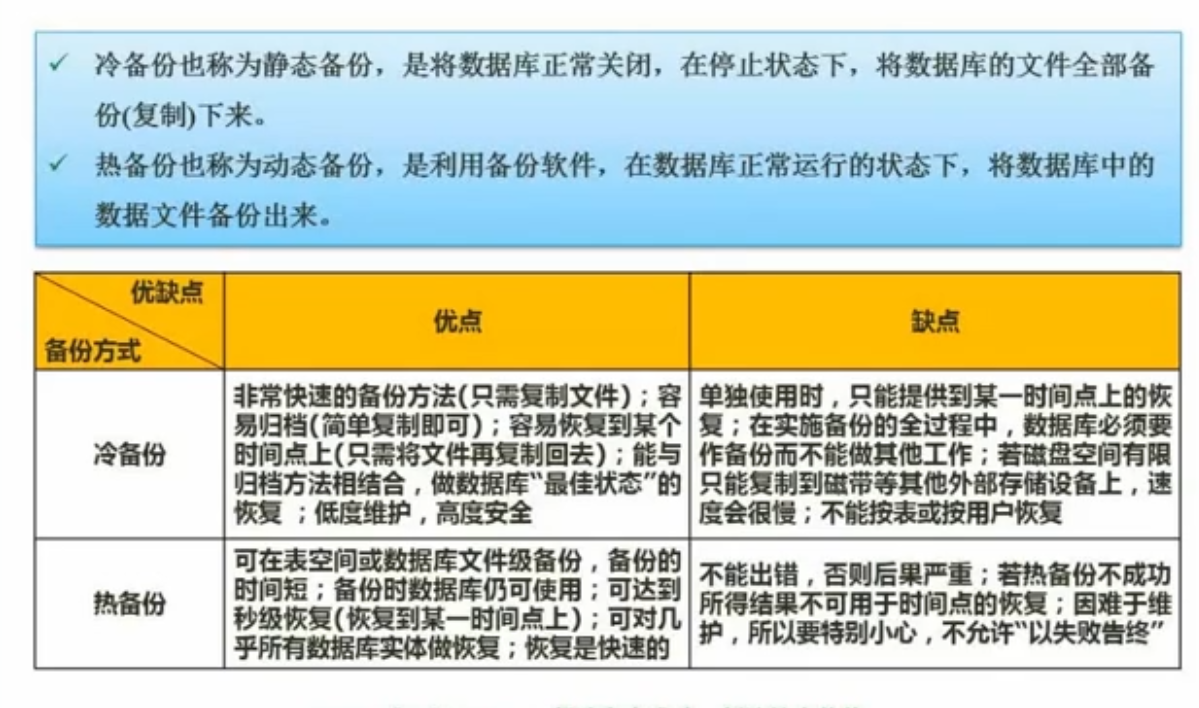 ✓ 冷备份也称为静态备份，是将数据库正常关闭，在停止状态下，将数据库的文件全部备
份(复制)下来。
✓ 热备份也称为动态备份，是利用备份软件，在数据库正常运行的状态下，将数据库中的
数据文件备份出来。
优缺点
备份方式
优点
缺点
冷备份
非常快速的备份方法(只需复制文件)；容
易归档(简单复制即可)；容易恢复到某个
时间点上(只需将文件再复制回去)；能与
归档方法相结合，做数据库“最佳状态”的
恢复 ；低度维护，高度安全
单独使用时，只能提供到某一时间点上的恢
复；在实施备份的全过程中，数据库必须要
作备份而不能做其他工作；若磁盘空间有限
只能复制到磁带等其他外部存储设备上，速
度会很慢；不能按表或按用户恢复
热备份
可在表空间或数据库文件级备份，备份的
时间短；备份时数据库仍可使用；可达到
秒级恢复(恢复到某一时间点上)；可对几
乎所有数据库实体做恢复；恢复是快速的
不能出错，否则后果严重；若热备份不成功
所得结果不可用于时间点的恢复；因难于维
护，所以要特别小心，不允许“以失败告终”